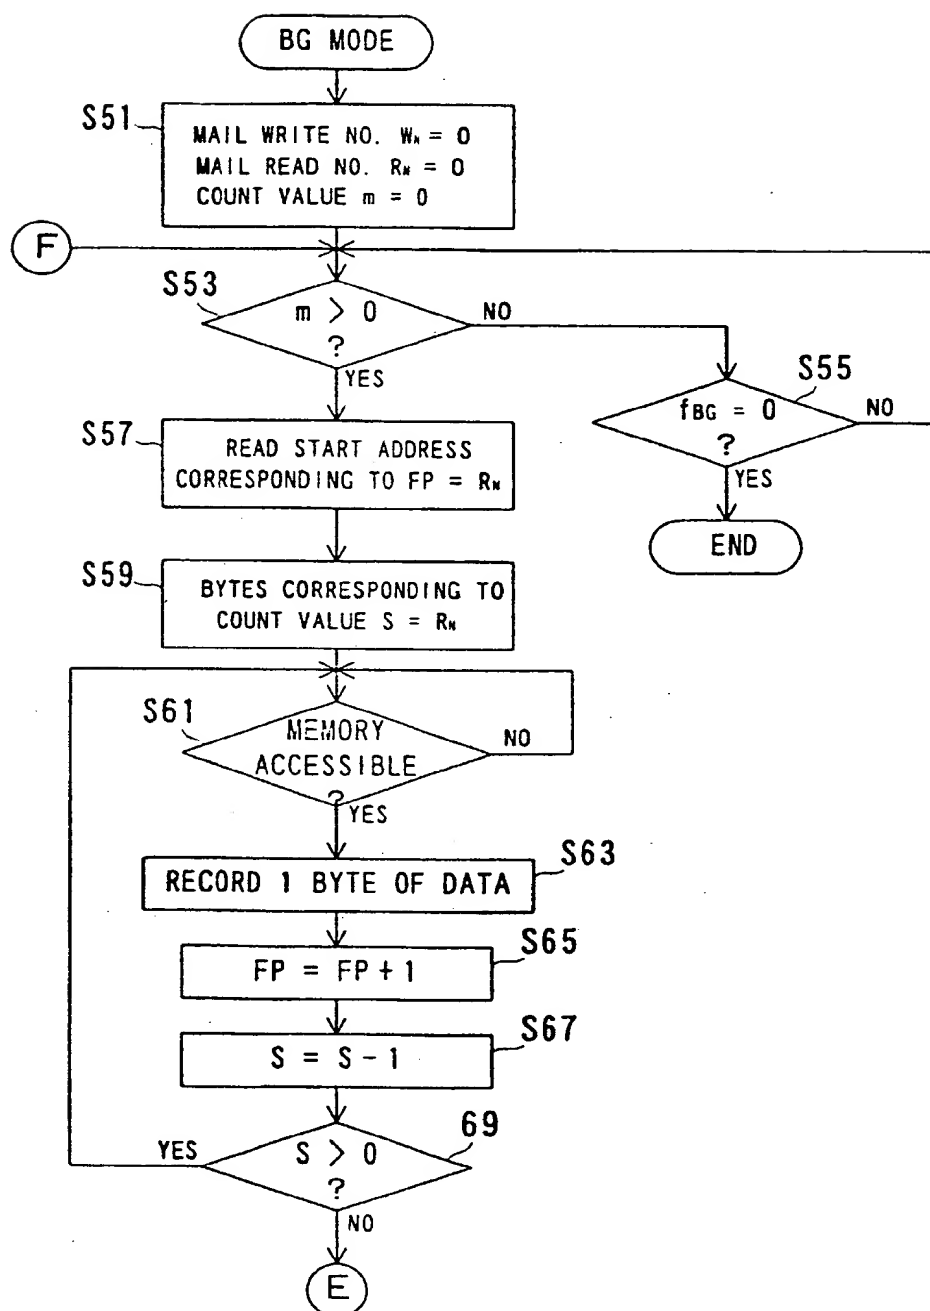 BG MODE
S51
MAIL WRITE NO. WN = 0
MAIL READ NO. RN = 0
COUNT VALUE m = 0
F
S53
m > 0
?
NO
YES
S55
fBG = 0
?
NO
YES
END
S57
READ START ADDRESS
CORRESPONDING TO FP = RN
S59
BYTES CORRESPONDING TO
COUNT VALUE S = RN
S61
MEMORY
ACCESSIBLE
?
NO
YES
S63
RECORD 1 BYTE OF DATA
S65
FP = FP + 1
S67
S = S - 1
69
S > 0
?
YES
NO
E